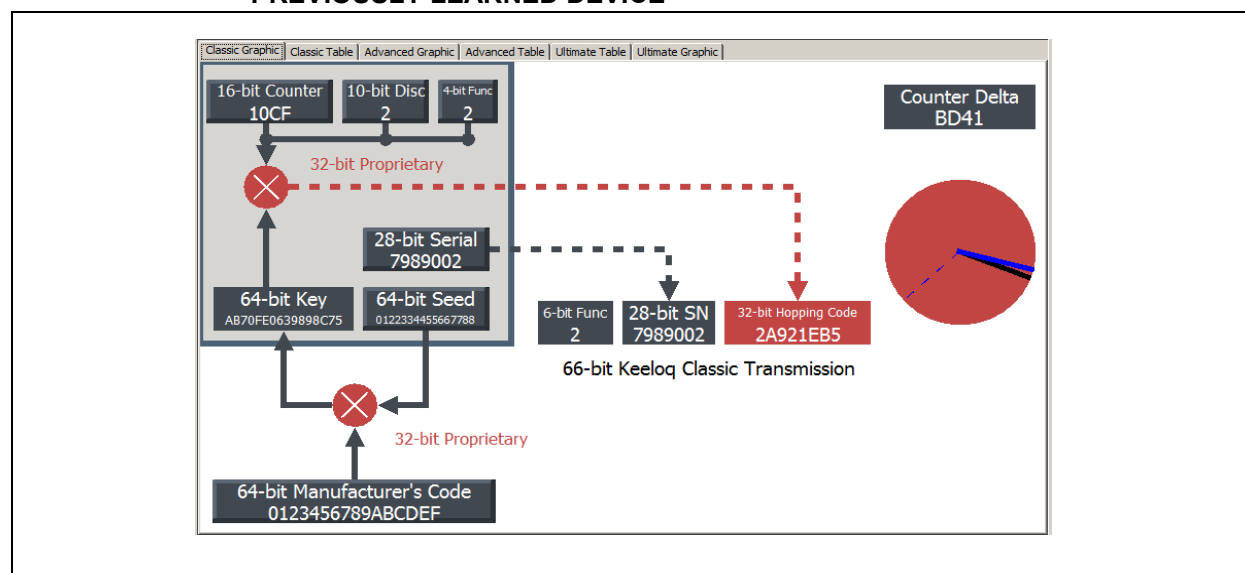 PREVIOUSLY LEARNED DEVICE
Classic Graphic Classic Table Advanced Graphic Advanced Table Ultimate Table Ultimate Graphic
16-bit Counter
10CF
10-bit Disc
2
4-bit Func
2
Counter Delta
BD41
32-bit Proprietary
28-bit Serial
7989002
64-bit Key
AB70FE0639898C75
64-bit Seed
0122334455667788
6-bit Func
2
28-bit SN
7989002
32-bit Hopping Code
2A921EB5
66-bit Keeloq Classic Transmission
32-bit Proprietary
64-bit Manufacturer's Code
0123456789ABCDEF